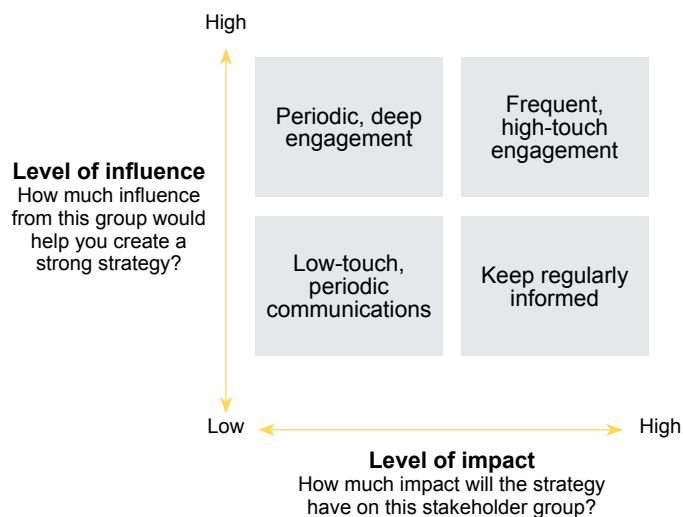 High
Periodic, deep
engagement
Frequent,
high-touch
engagement
Level of influence
How much influence
from this group would
help you create a
strong strategy?
Low-touch,
periodic
communications
Keep regularly
informed
Low
High
Level of impact
How much impact will the strategy
have on this stakeholder group?